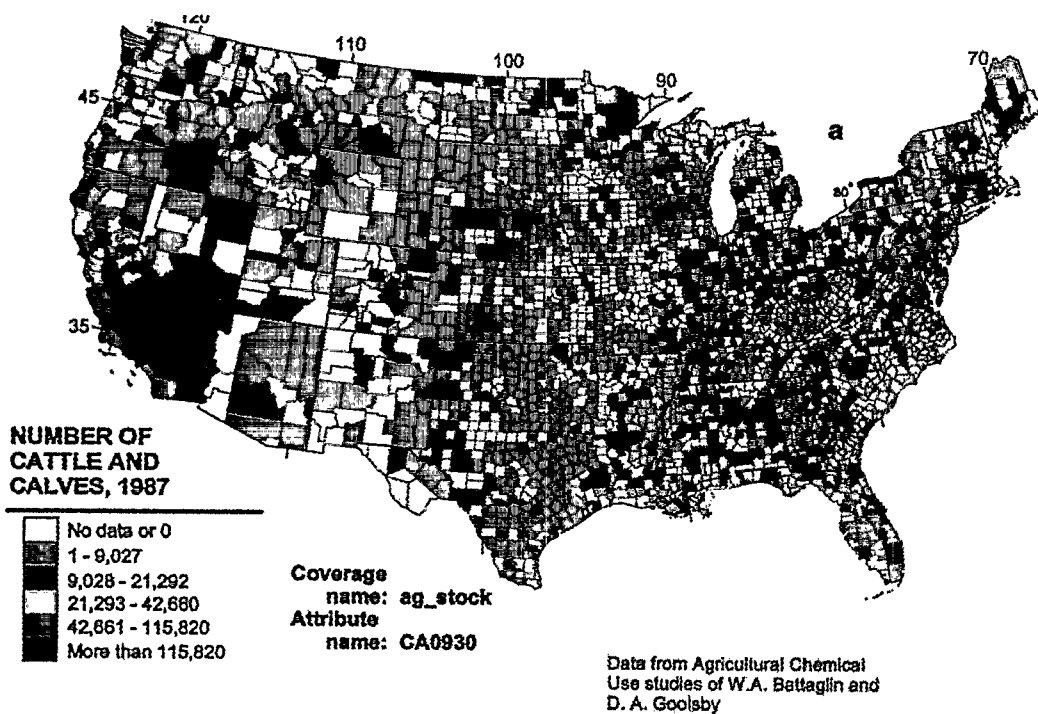 120
110
100
90
70
45
a
80°
35
NUMBER OF
CATTLE AND
CALVES, 1987
No data or 0
1 - 9,027
9,028 - 21,292
21,293 - 42,660
42,661 - 115,820
More than 115,820
Coverage
name: ag_stock
Attribute
name: CA0930
Data from Agricultural Chemical
Use studies of W.A. Battaglin and
D. A. Goolsby